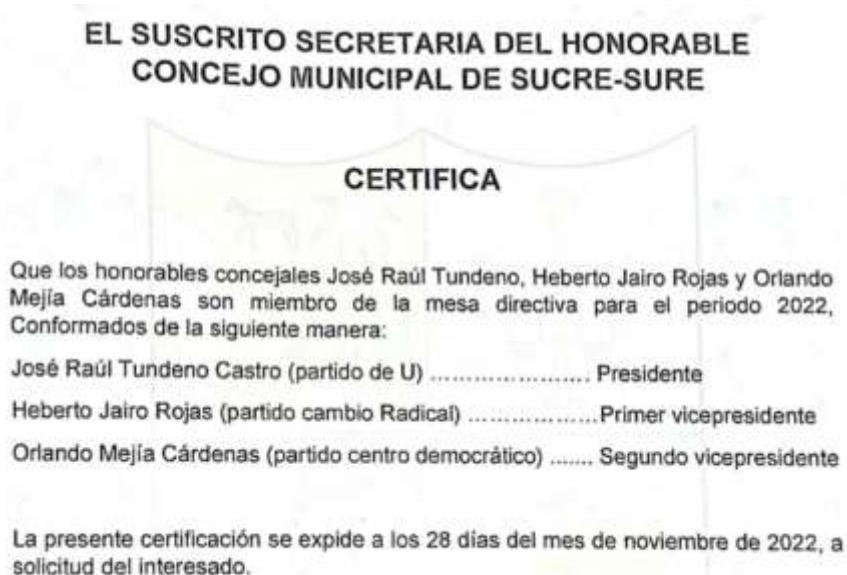 EL SUSCRITO SECRETARIA DEL HONORABLE
CONCEJO MUNICIPAL DE SUCRE-SURE
CERTIFICA
Que los honorables concejales José Raúl Tundeno, Heberto Jairo Rojas y Orlando
Mejía Cárdenas son miembro de la mesa directiva para el periodo 2022,
Conformados de la siguiente manera:
José Raúl Tundeno Castro (partido de U) ...................... Presidente
Heberto Jairo Rojas (partido cambio Radical) ..................Primer vicepresidente
Orlando Mejía Cárdenas (partido centro democrático) ....... Segundo vicepresidente
La presente certificación se expide a los 28 días del mes de noviembre de 2022, a
solicitud del interesado.